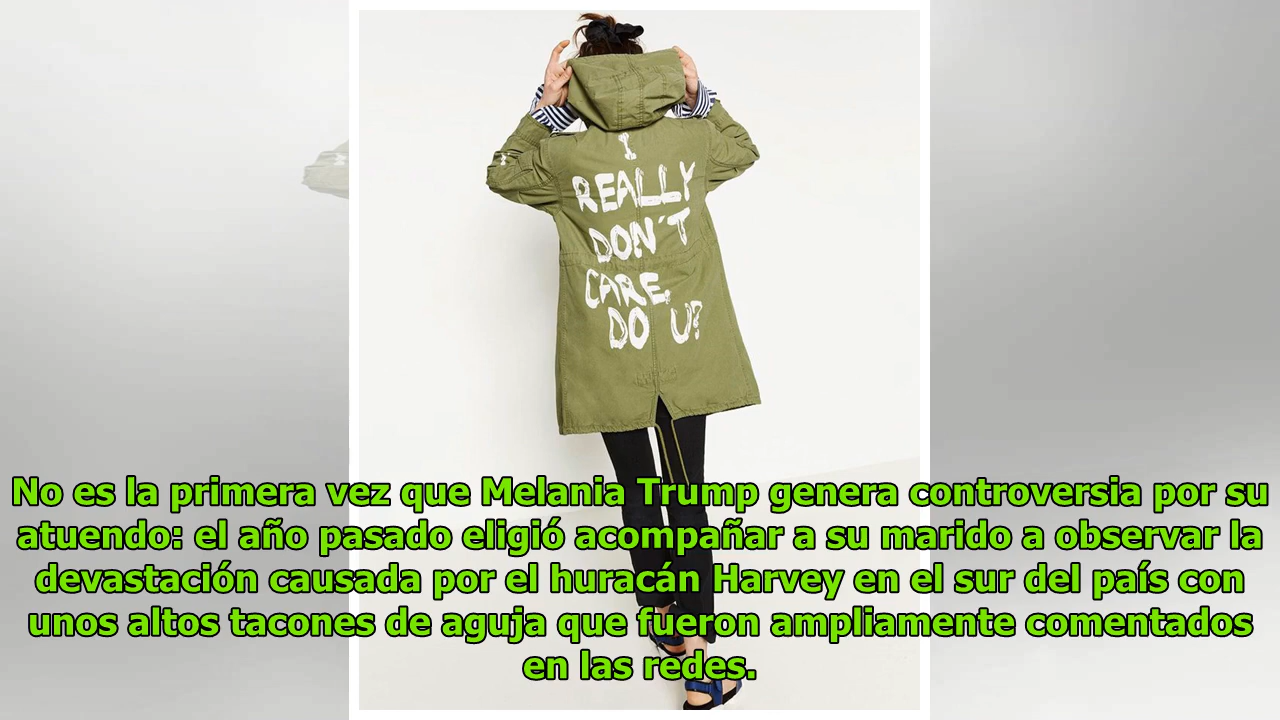 I
REALLY
DON´T
CARE,
DO U?
No es la primera vez que Melania Trump genera controversia por su
atuendo: el año pasado eligió acompañar a su marido a observar la
devastación causada por el huracán Harvey en el sur del país con
unos altos tacones de aguja que fueron ampliamente comentados
en las redes.